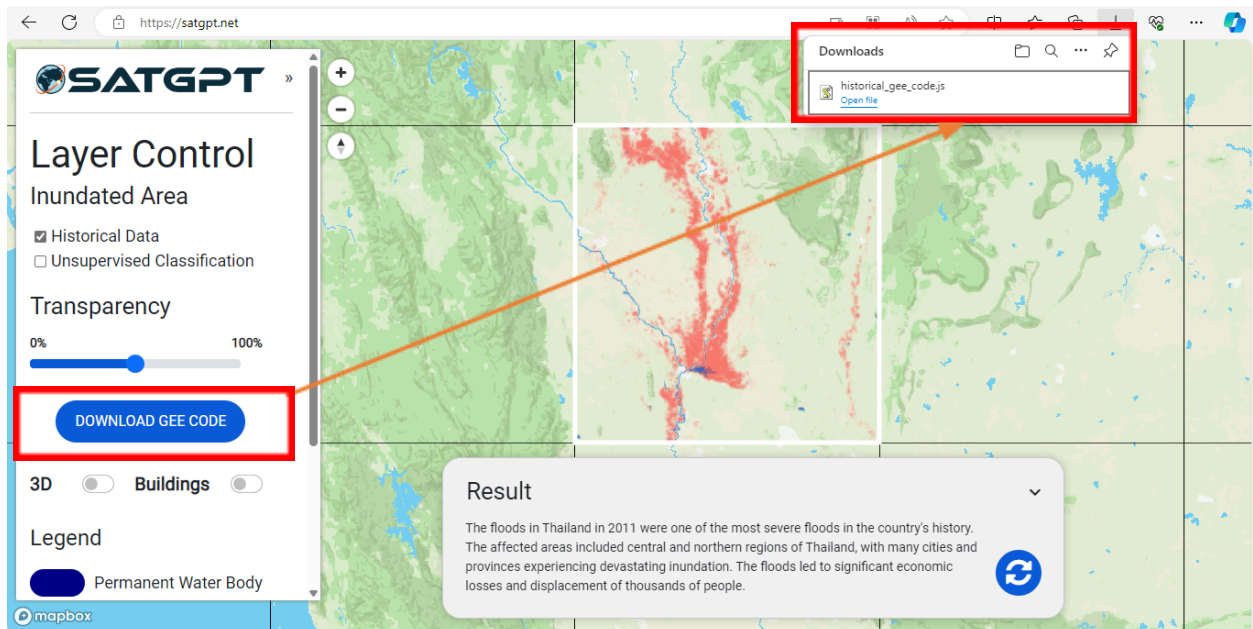 https://satgpt.net
Downloads
historical_gee_code.js
Open file
SATGPT
»
Layer Control
Inundated Area
Historical Data
Unsupervised Classification
Transparency
0% 100%
DOWNLOAD GEE CODE
3D Buildings
Legend
Permanent Water Body
mapbox
Result
The floods in Thailand in 2011 were one of the most severe floods in the country's history.
The affected areas included central and northern regions of Thailand, with many cities and
provinces experiencing devastating inundation. The floods led to significant economic
losses and displacement of thousands of people.